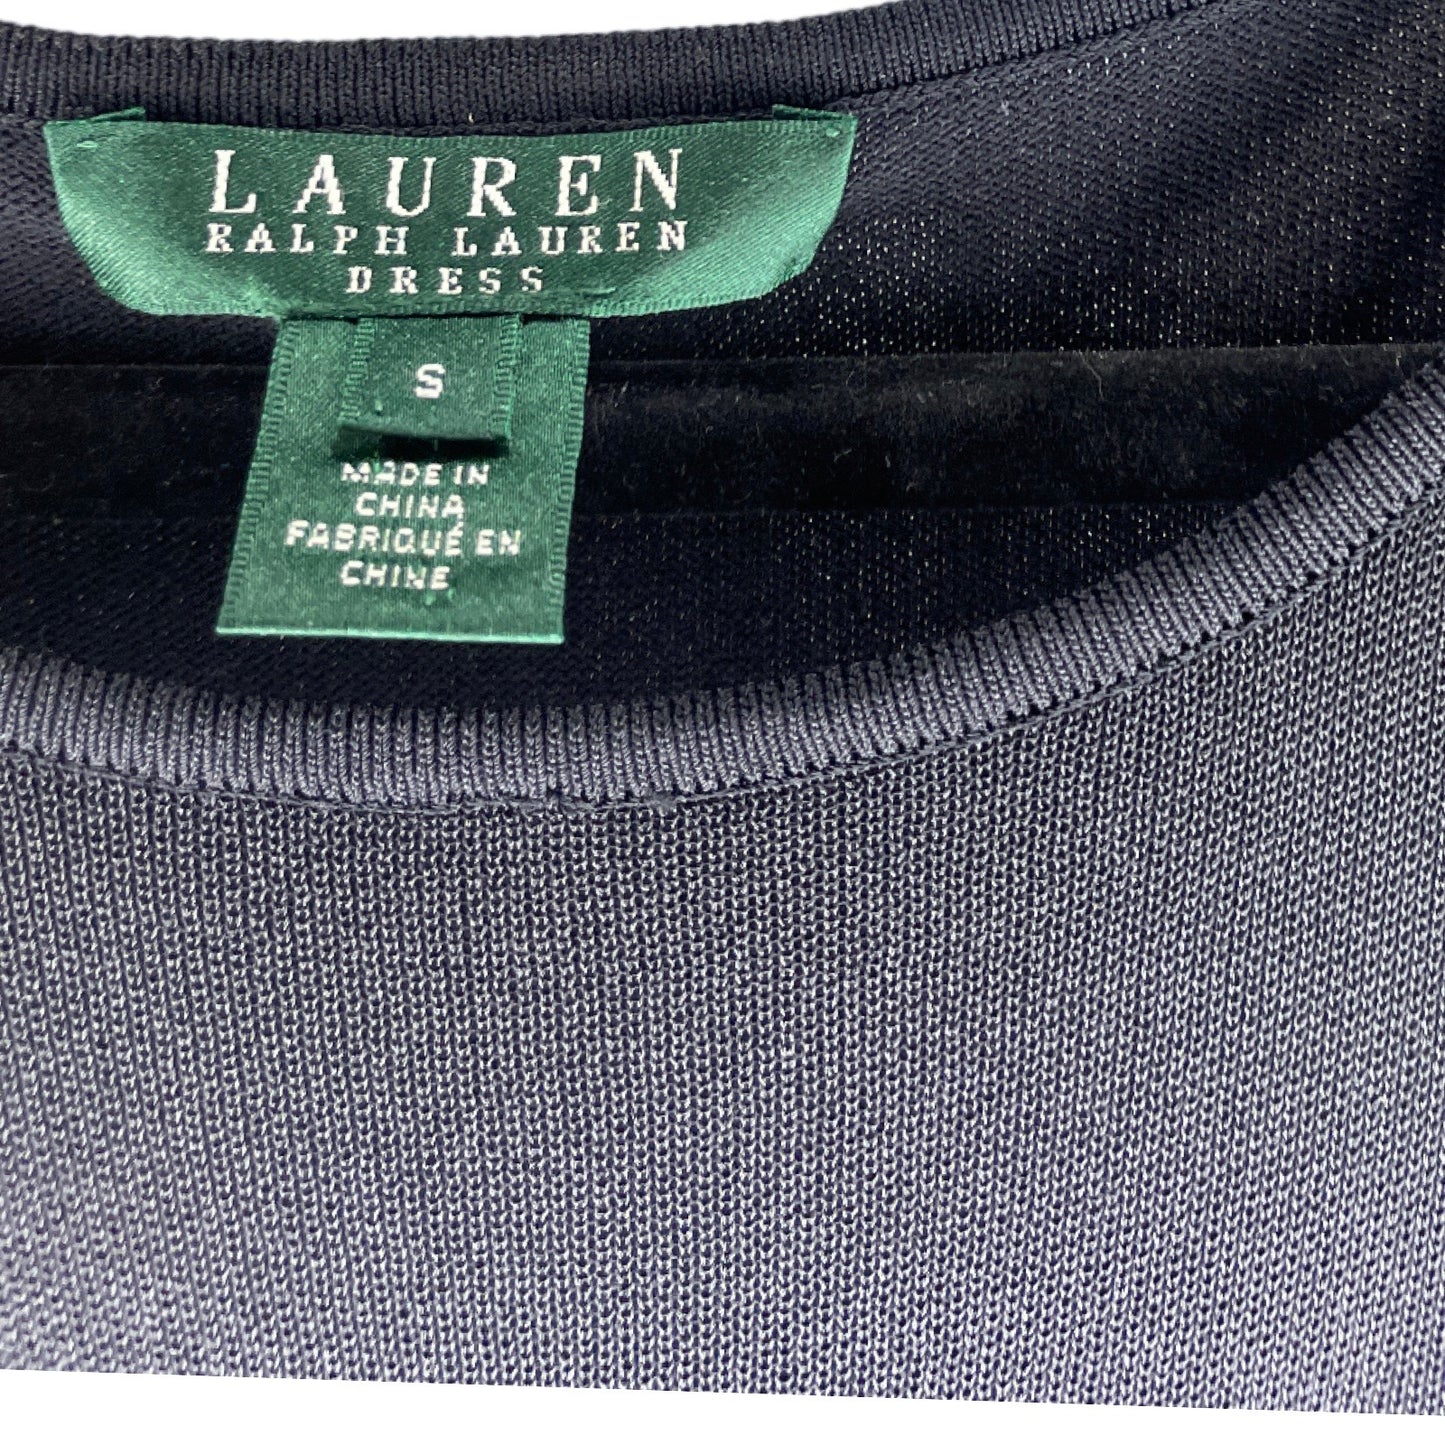 LAUREN
RALPH LAUREN
DRESS
S
MADE IN
CHINA
FABRIQUÉ EN
CHINE